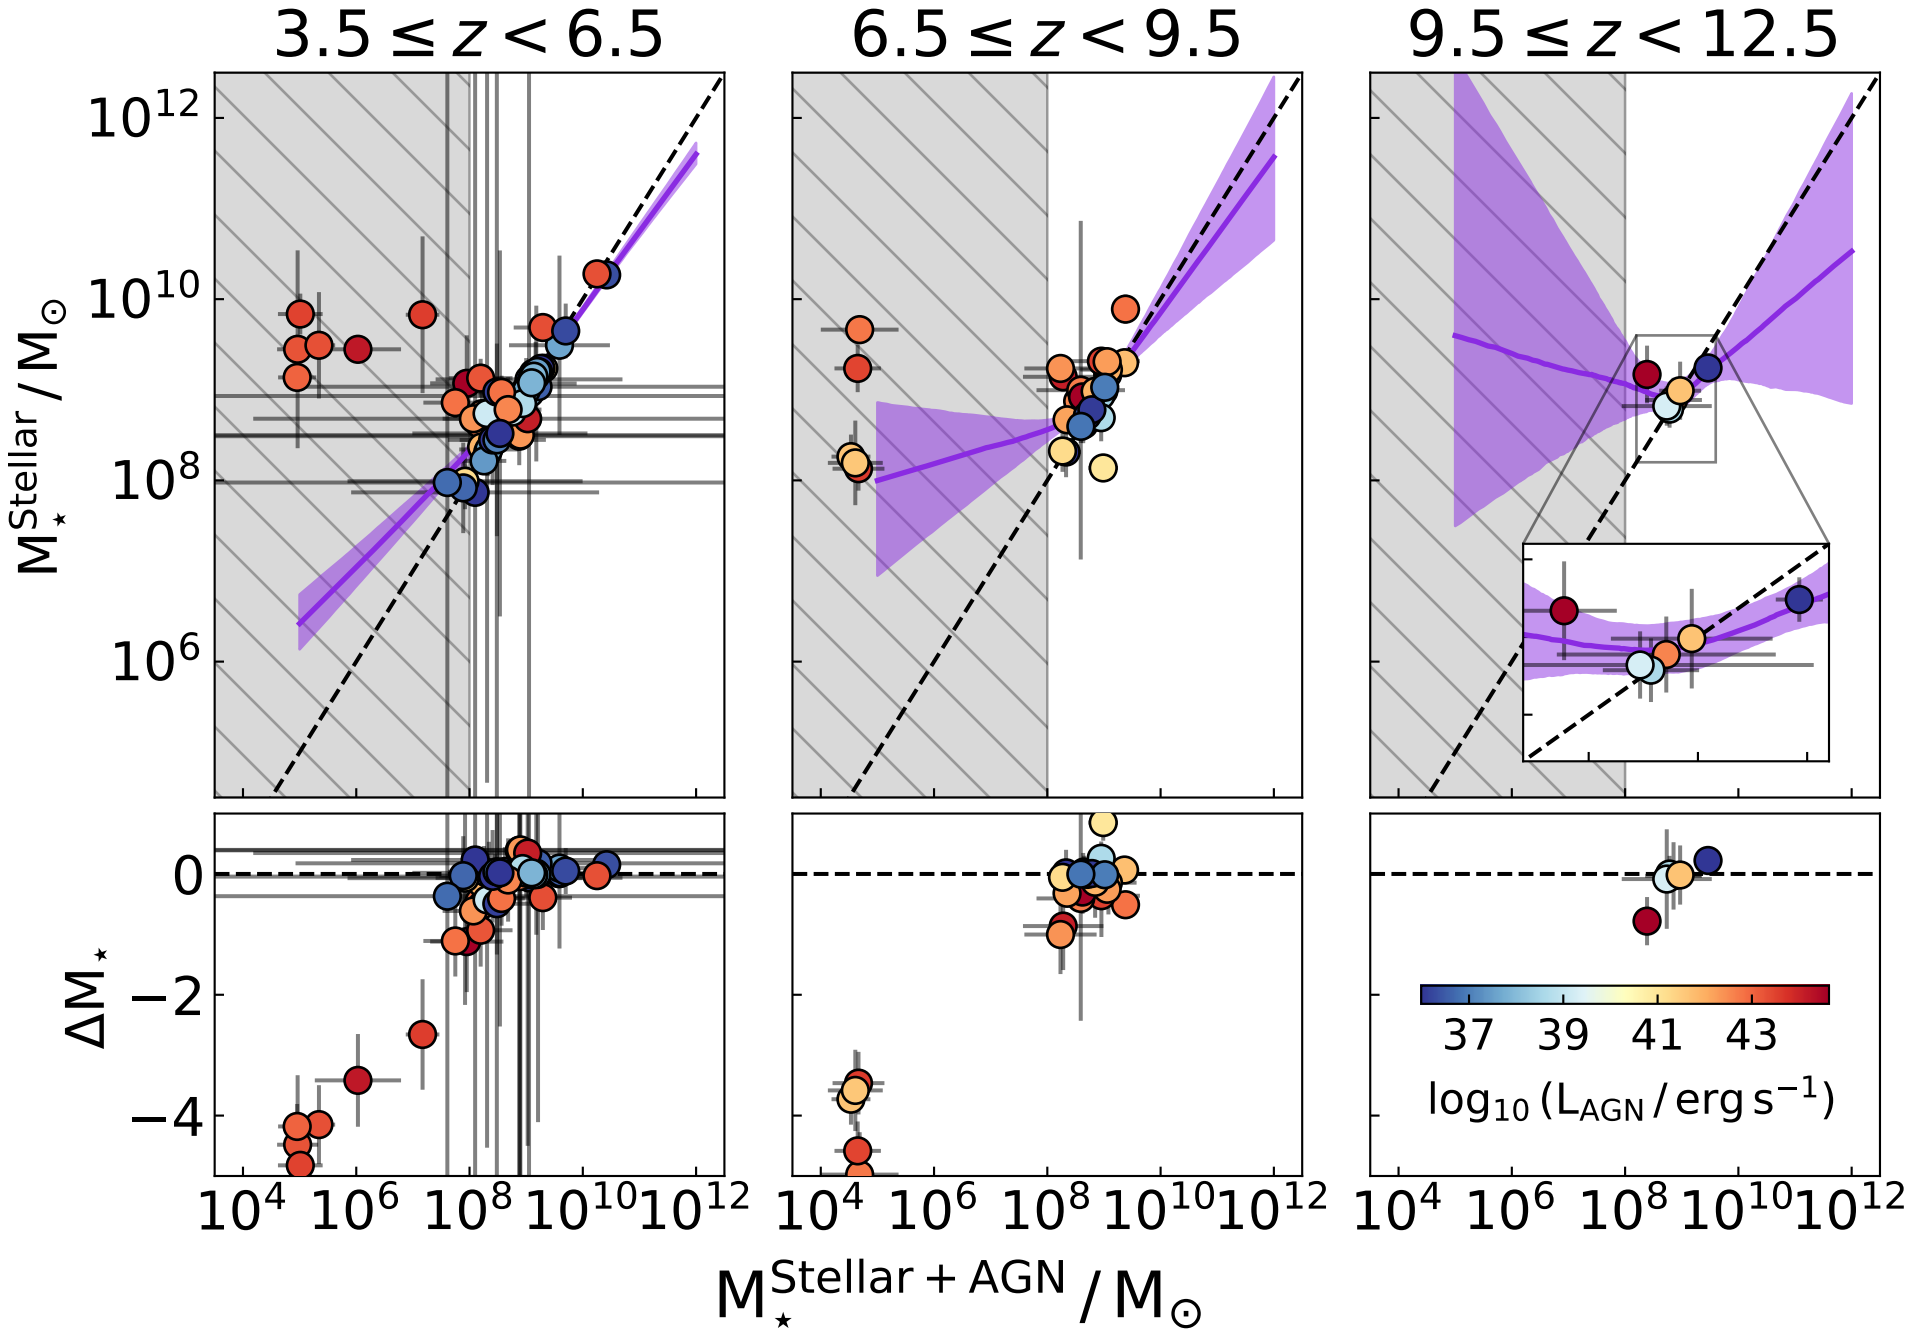 3.5 ≤ z < 6.5
6.5 ≤ z < 9.5
9.5 ≤ z < 12.5
10¹²
10¹⁰
10⁸
10⁶
M⋆^Stellar / M⊙
0
−2
−4
ΔM⋆
37 39 41 43
log₁₀ (L_AGN / erg s⁻¹)
10⁴ 10⁶ 10⁸ 10¹⁰ 10¹²
10⁴ 10⁶ 10⁸ 10¹⁰ 10¹²
10⁴ 10⁶ 10⁸ 10¹⁰ 10¹²
M⋆^Stellar + AGN / M⊙